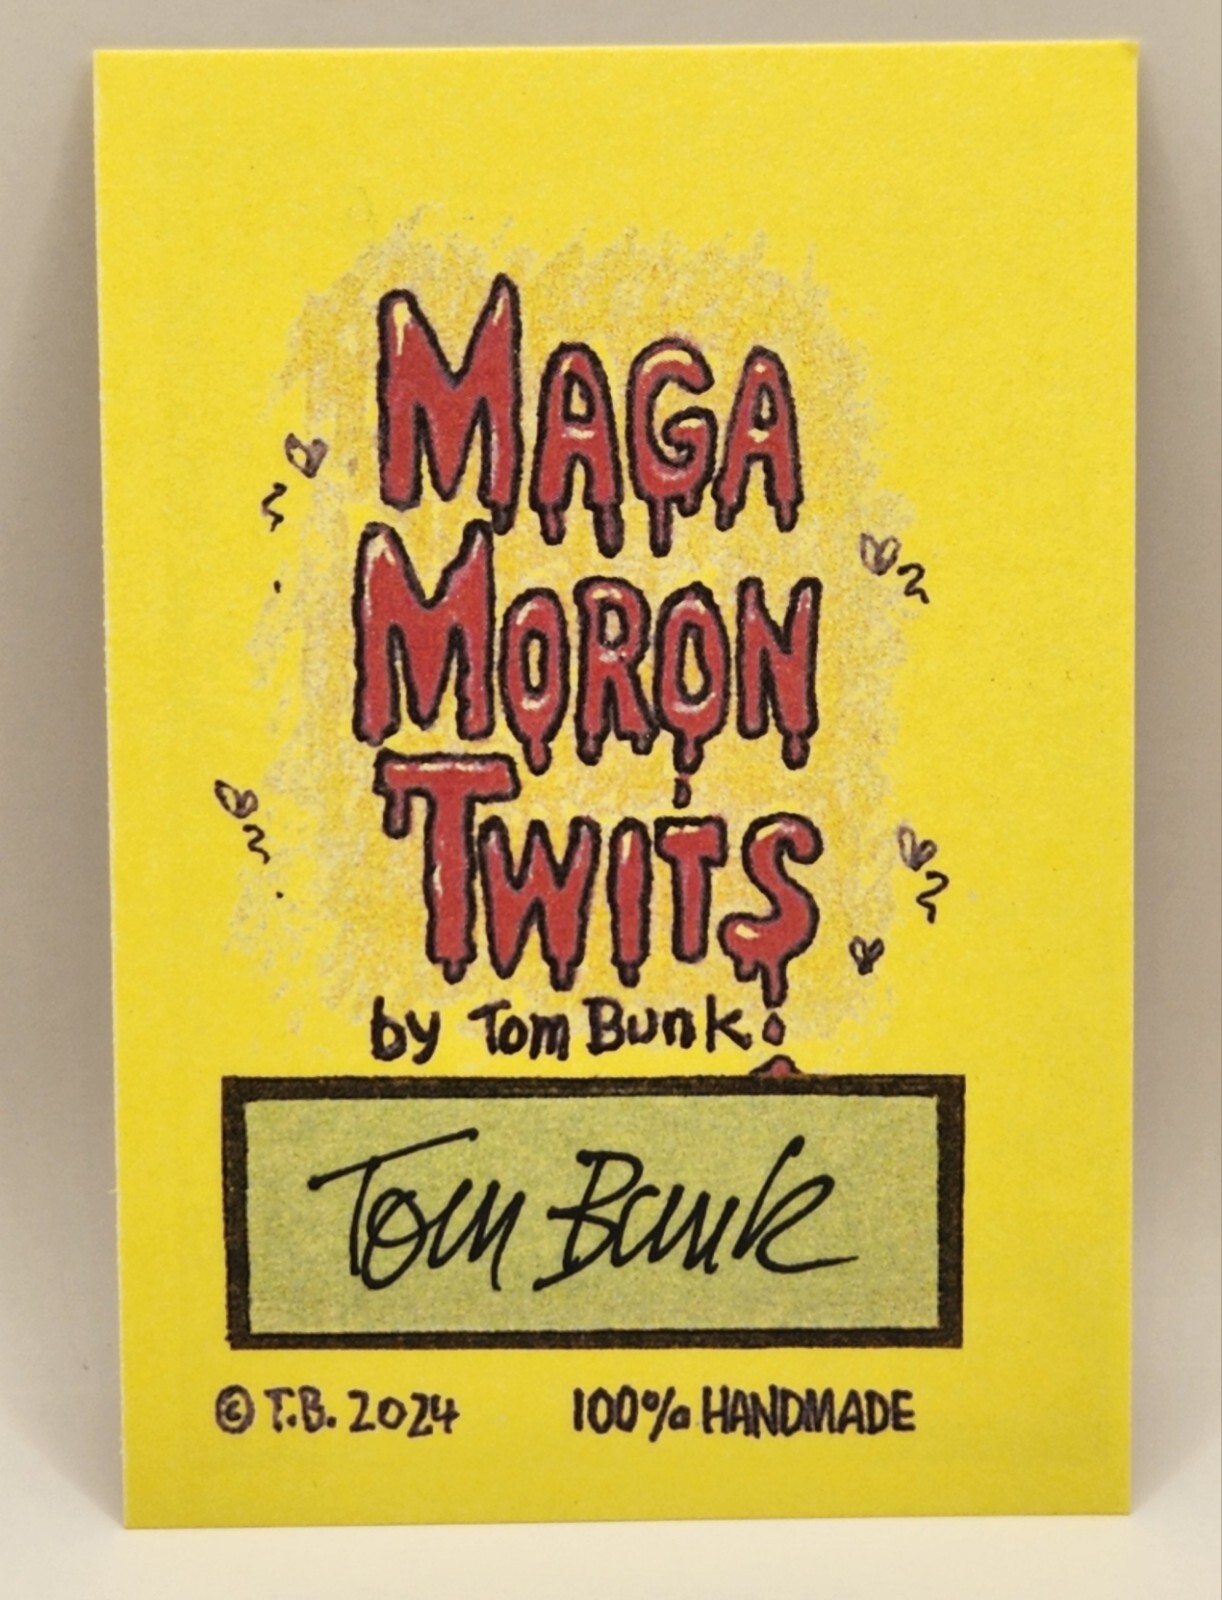 MAGA
MORON
TWITS
by Tom Bunk
Tom Bunk
© T.B. 2024
100% HANDMADE